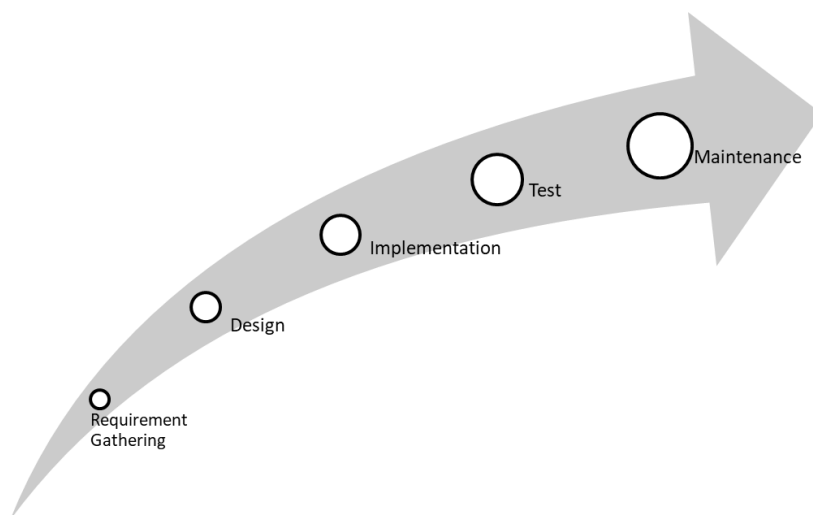 Requirement
Gathering
Design
Implementation
Test
Maintenance